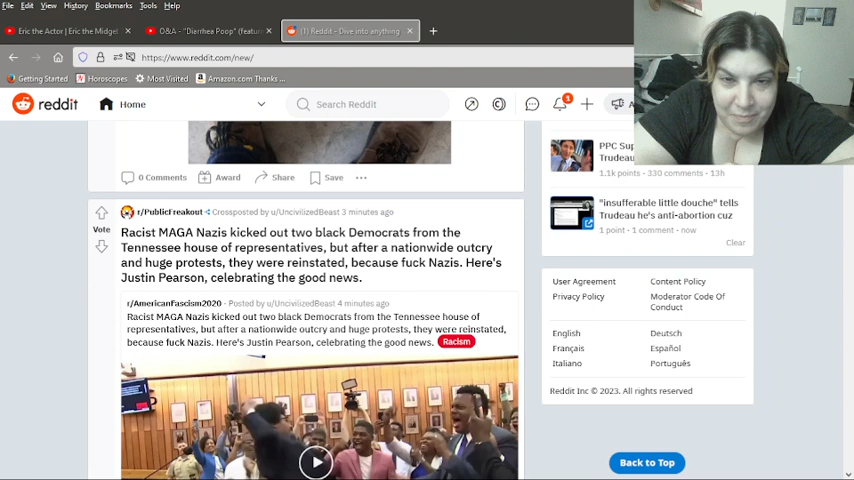 File Edit View History Bookmarks Tools Help
Eric the Actor | Eric the Midget
O&A - "Diarrhea Poop" (featuri
(1) Reddit - Dive into anything
https://www.reddit.com/new/
Getting Started Horoscopes Most Visited Amazon.com Thanks ...
reddit Home Search Reddit 1
0 Comments Award Share Save
r/PublicFreakout Crossposted by u/UncivilizedBeast 3 minutes ago
Vote
Racist MAGA Nazis kicked out two black Democrats from the
Tennessee house of representatives, but after a nationwide outcry
and huge protests, they were reinstated, because fuck Nazis. Here's
Justin Pearson, celebrating the good news.
r/AmericanFascism2020 · Posted by u/UncivilizedBeast 4 minutes ago
Racist MAGA Nazis kicked out two black Democrats from the Tennessee house of
representatives, but after a nationwide outcry and huge protests, they were reinstated,
because fuck Nazis. Here's Justin Pearson, celebrating the good news. Racism
PPC Sup
Trudeau
1.1k points · 330 comments · 13h
"insufferable little douche" tells
Trudeau he's anti-abortion cuz
1 point · 1 comment · now
Clear
User Agreement Content Policy
Privacy Policy Moderator Code Of
Conduct
English Deutsch
Français Español
Italiano Português
Reddit Inc © 2023. All rights reserved
Back to Top